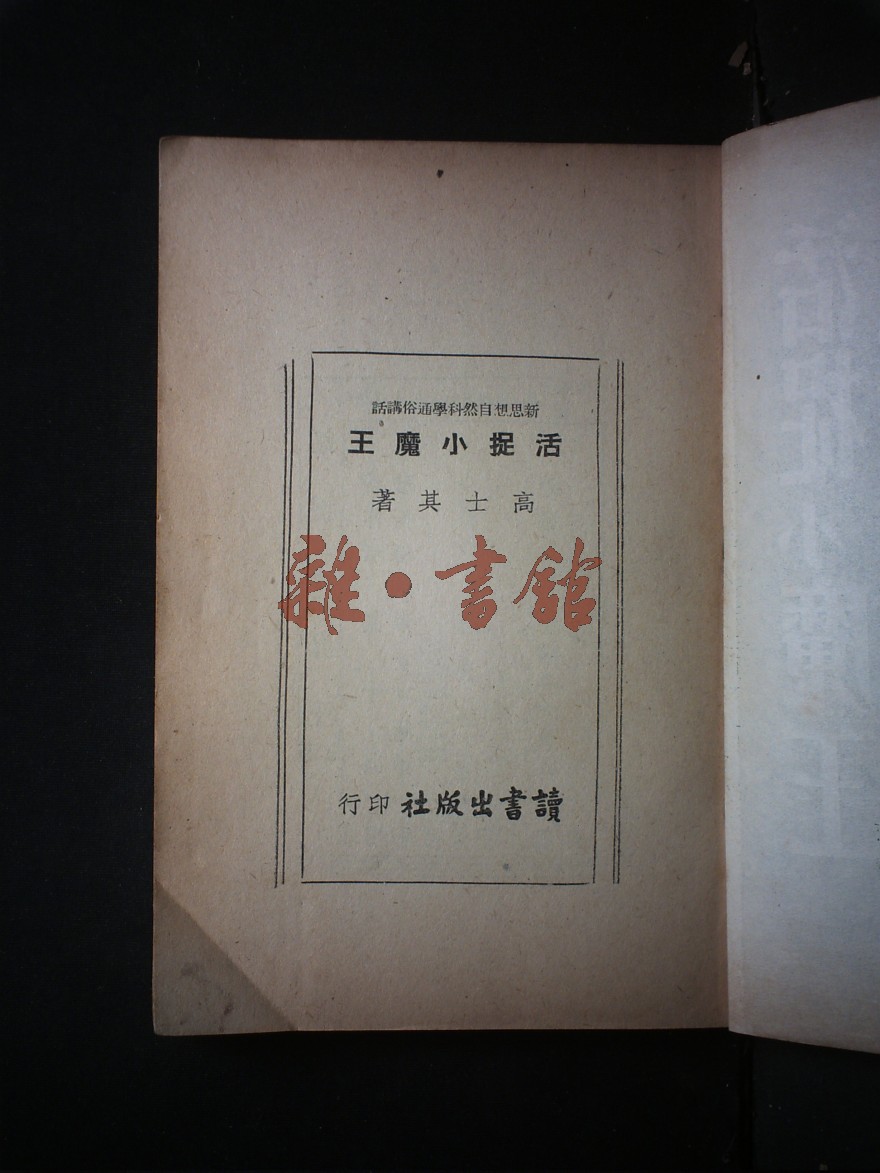 新思想自然科學通俗講話
活捉小魔王
高士其著
雜·書館
讀書出版社印行